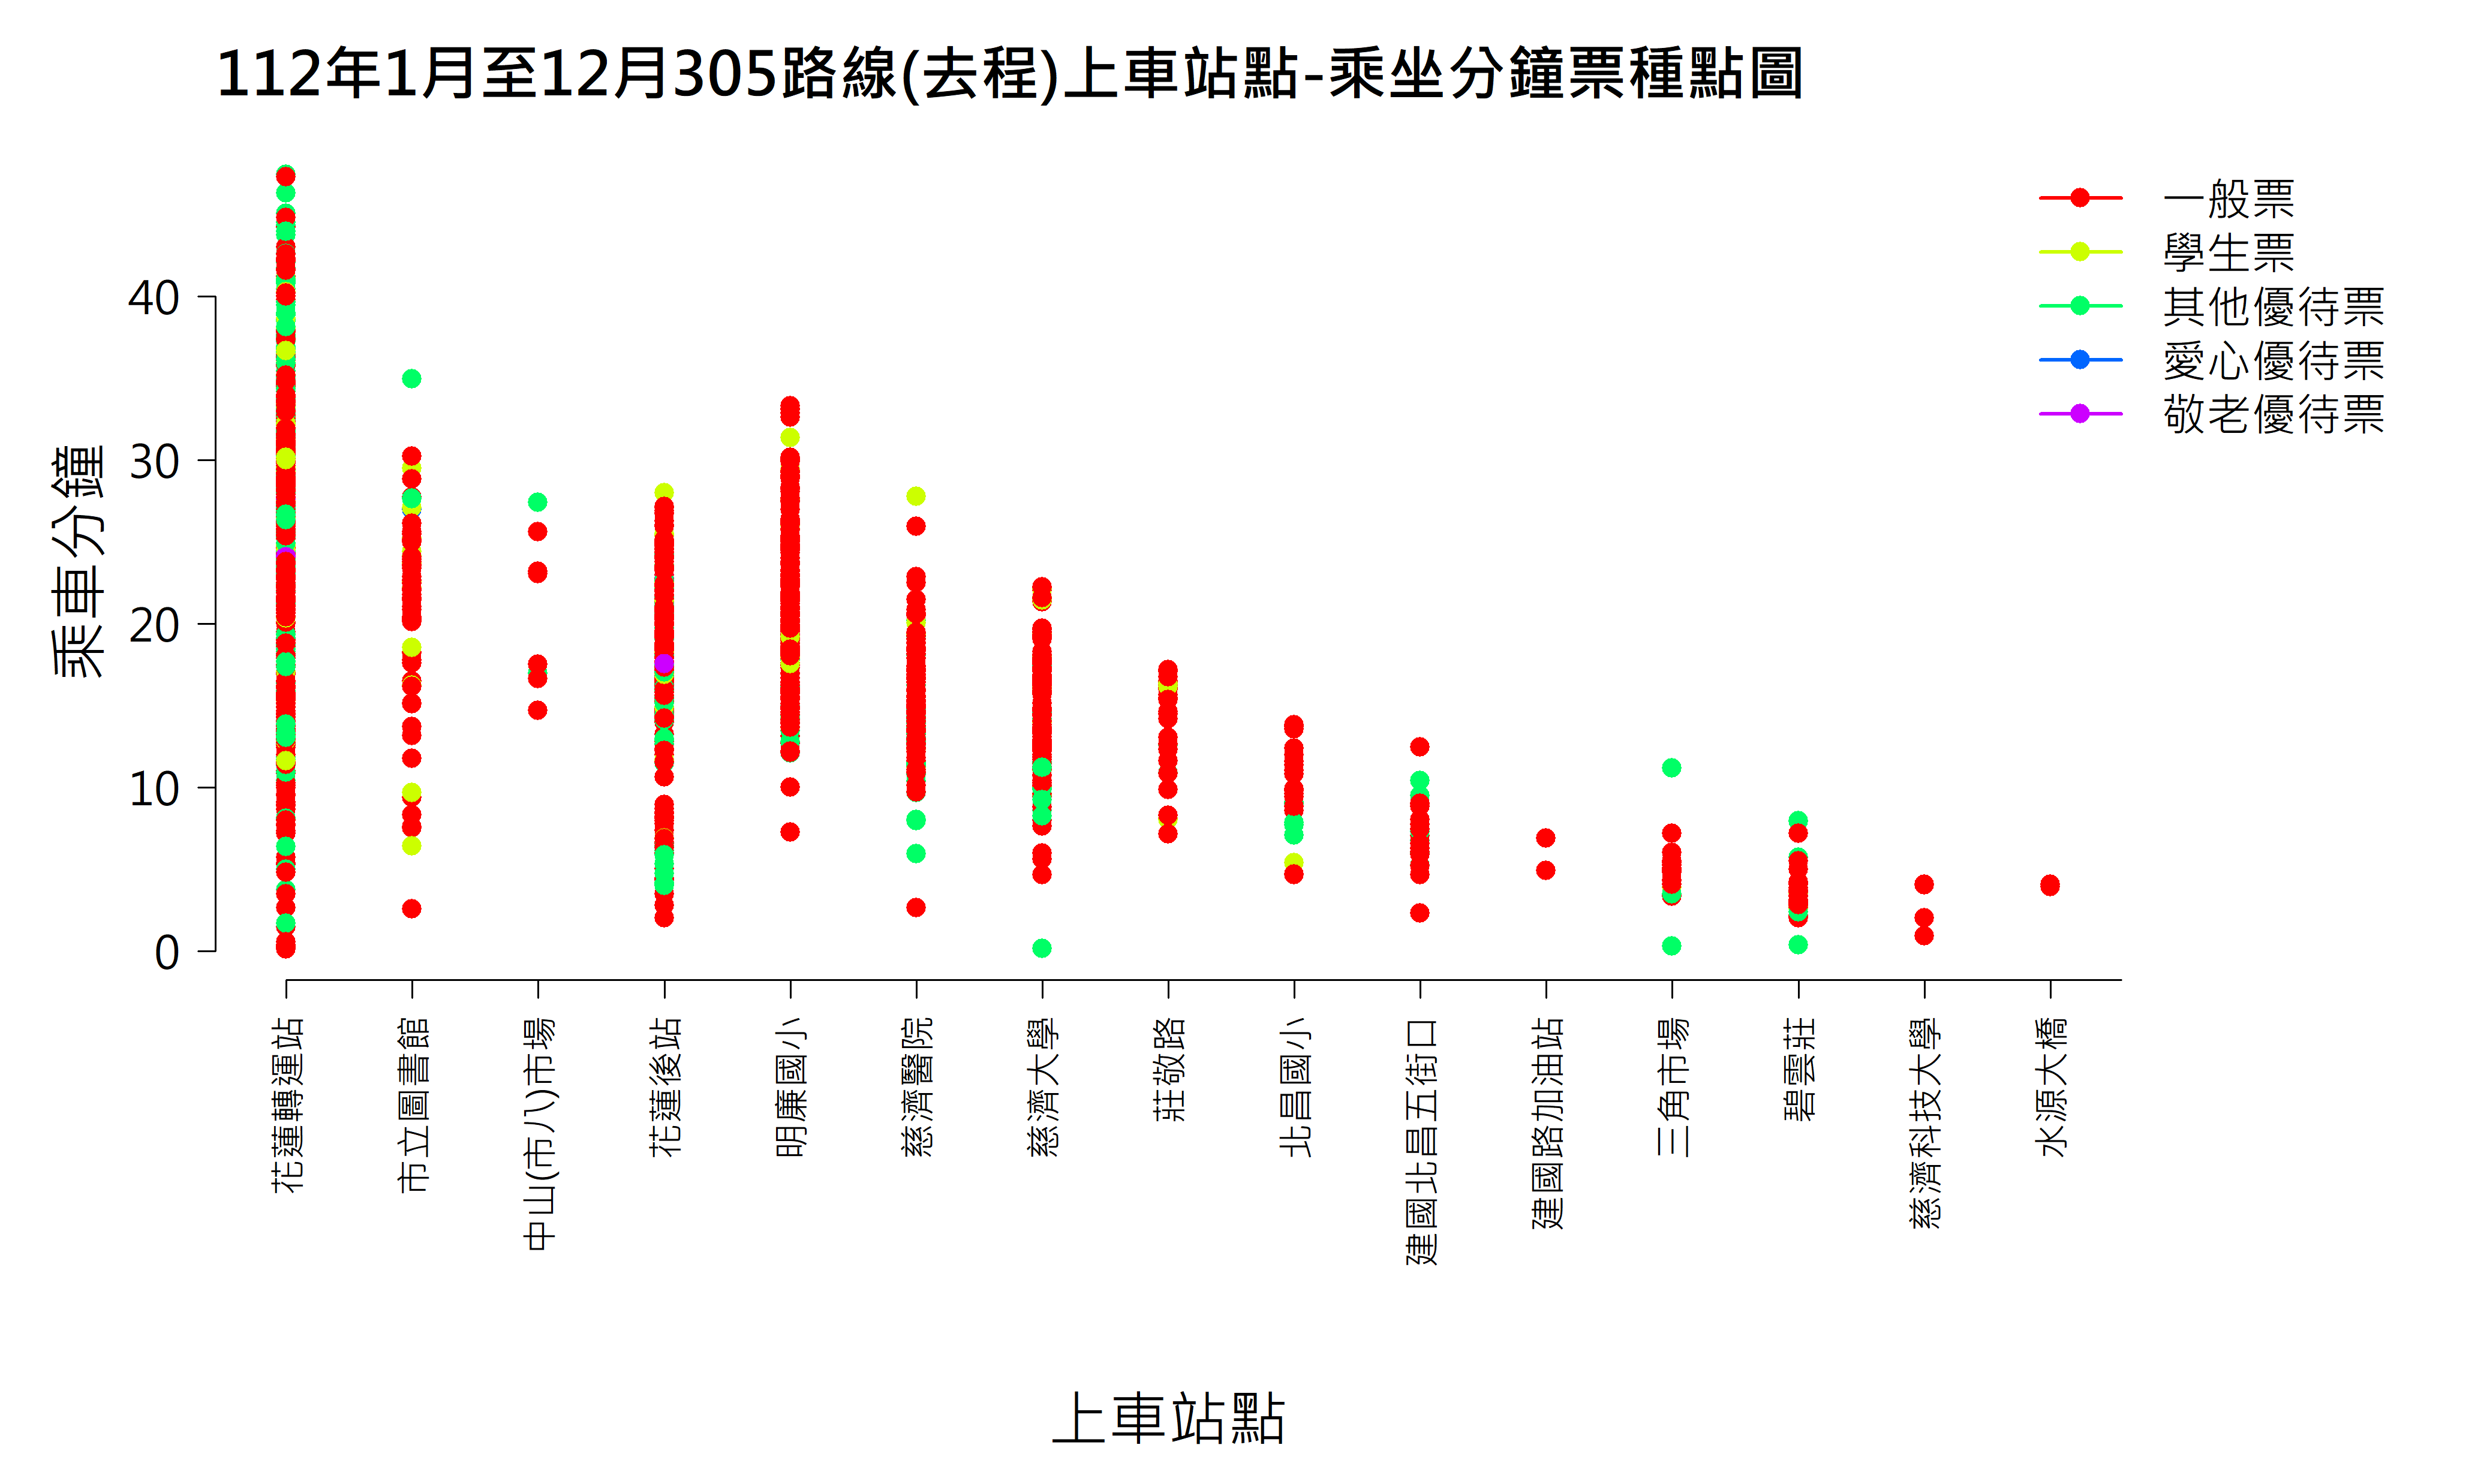 112年1月至12月305路線(去程)上車站點-乘坐分鐘票種點圖
一般票
學生票
其他優待票
愛心優待票
敬老優待票
乘車分鐘
40
30
20
10
0
花蓮轉運站
市立圖書館
中山(市八)市場
花蓮後站
明廉國小
慈濟醫院
慈濟大學
莊敬路
北昌國小
建國北昌五街口
建國路加油站
三角市場
碧雲莊
慈濟科技大學
水源大橋
上車站點